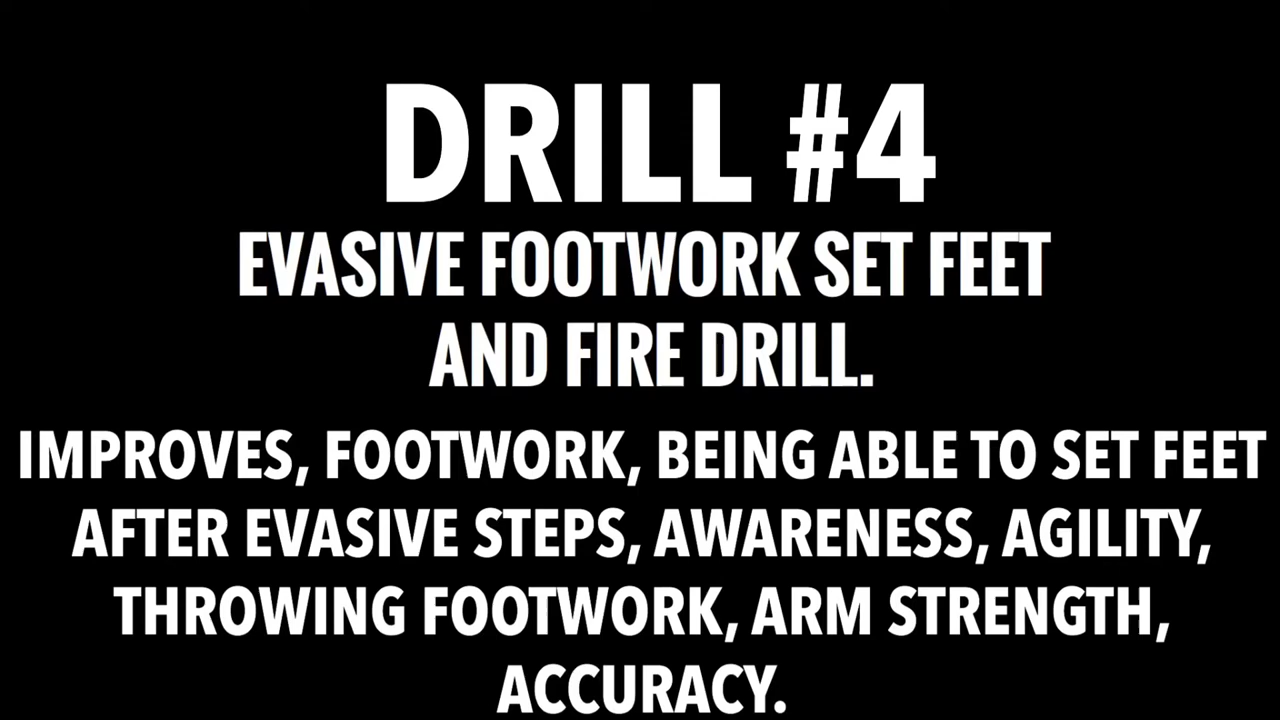 DRILL #4
EVASIVE FOOTWORK SET FEET
AND FIRE DRILL.
IMPROVES, FOOTWORK, BEING ABLE TO SET FEET
AFTER EVASIVE STEPS, AWARENESS, AGILITY,
THROWING FOOTWORK, ARM STRENGTH,
ACCURACY.